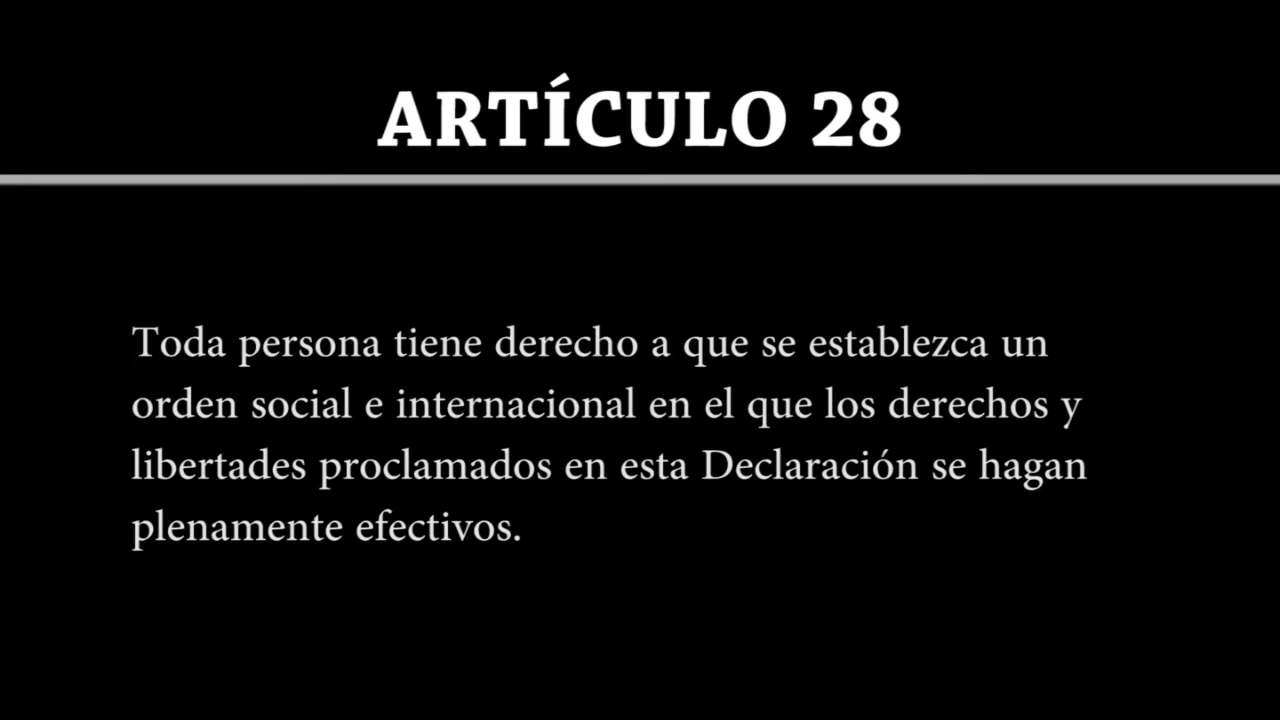 ARTÍCULO 28
Toda persona tiene derecho a que se establezca un
orden social e internacional en el que los derechos y
libertades proclamados en esta Declaración se hagan
plenamente efectivos.